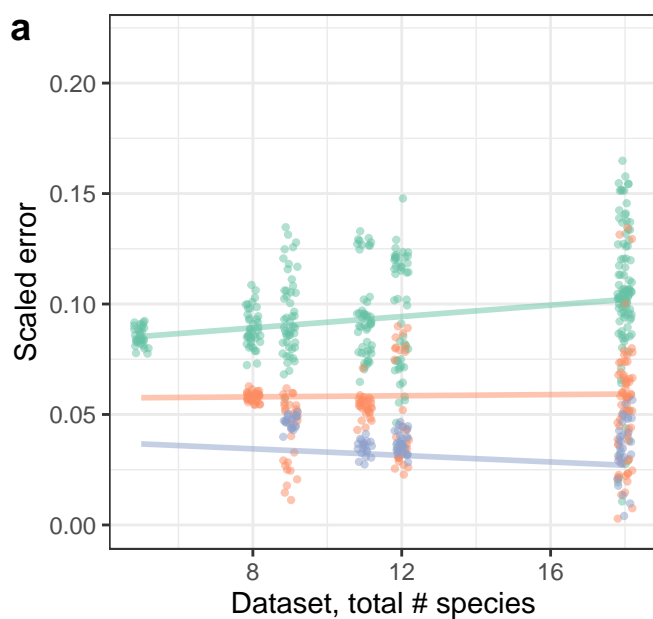 a
Scaled error
0.20
0.15
0.10
0.05
0.00
8 12 16
Dataset, total # species